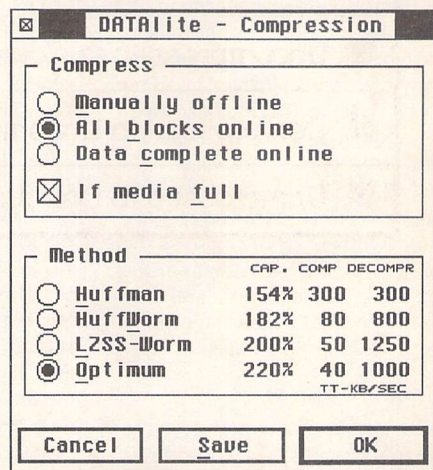 DATAlite - Compression
Compress
Manually offline
All blocks online
Data complete online
If media full
Method
CAP. COMP DECOMPR
Huffman 154% 300 300
HuffWorm 182% 80 800
LZSS-Worm 200% 50 1250
Optimum 220% 40 1000
TT-KB/SEC
Cancel Save OK